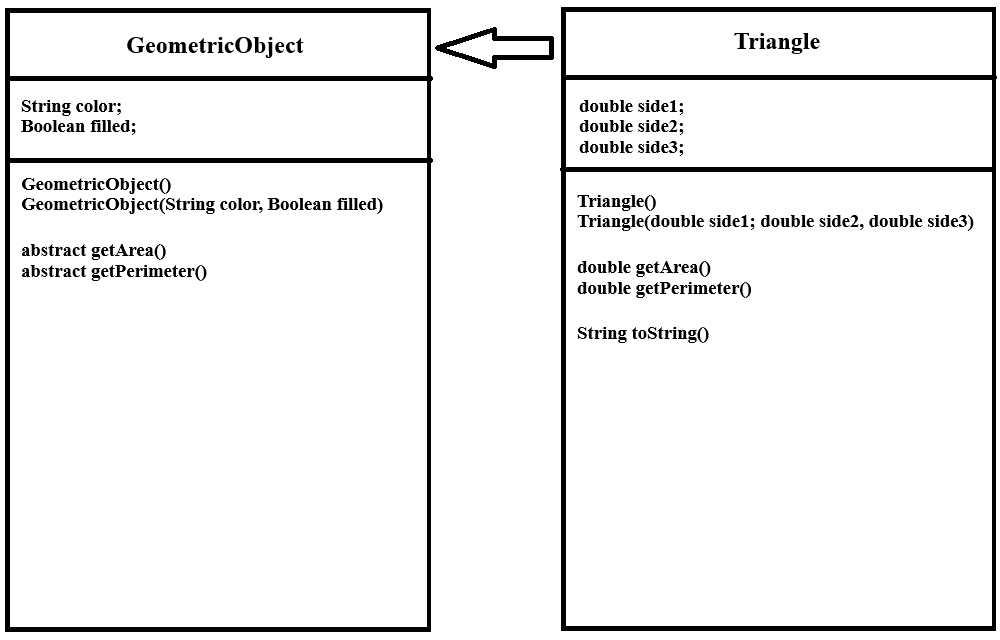 GeometricObject
String color;
Boolean filled;
GeometricObject()
GeometricObject(String color, Boolean filled)
abstract getArea()
abstract getPerimeter()
Triangle
double side1;
double side2;
double side3;
Triangle()
Triangle(double side1; double side2, double side3)
double getArea()
double getPerimeter()
String toString()